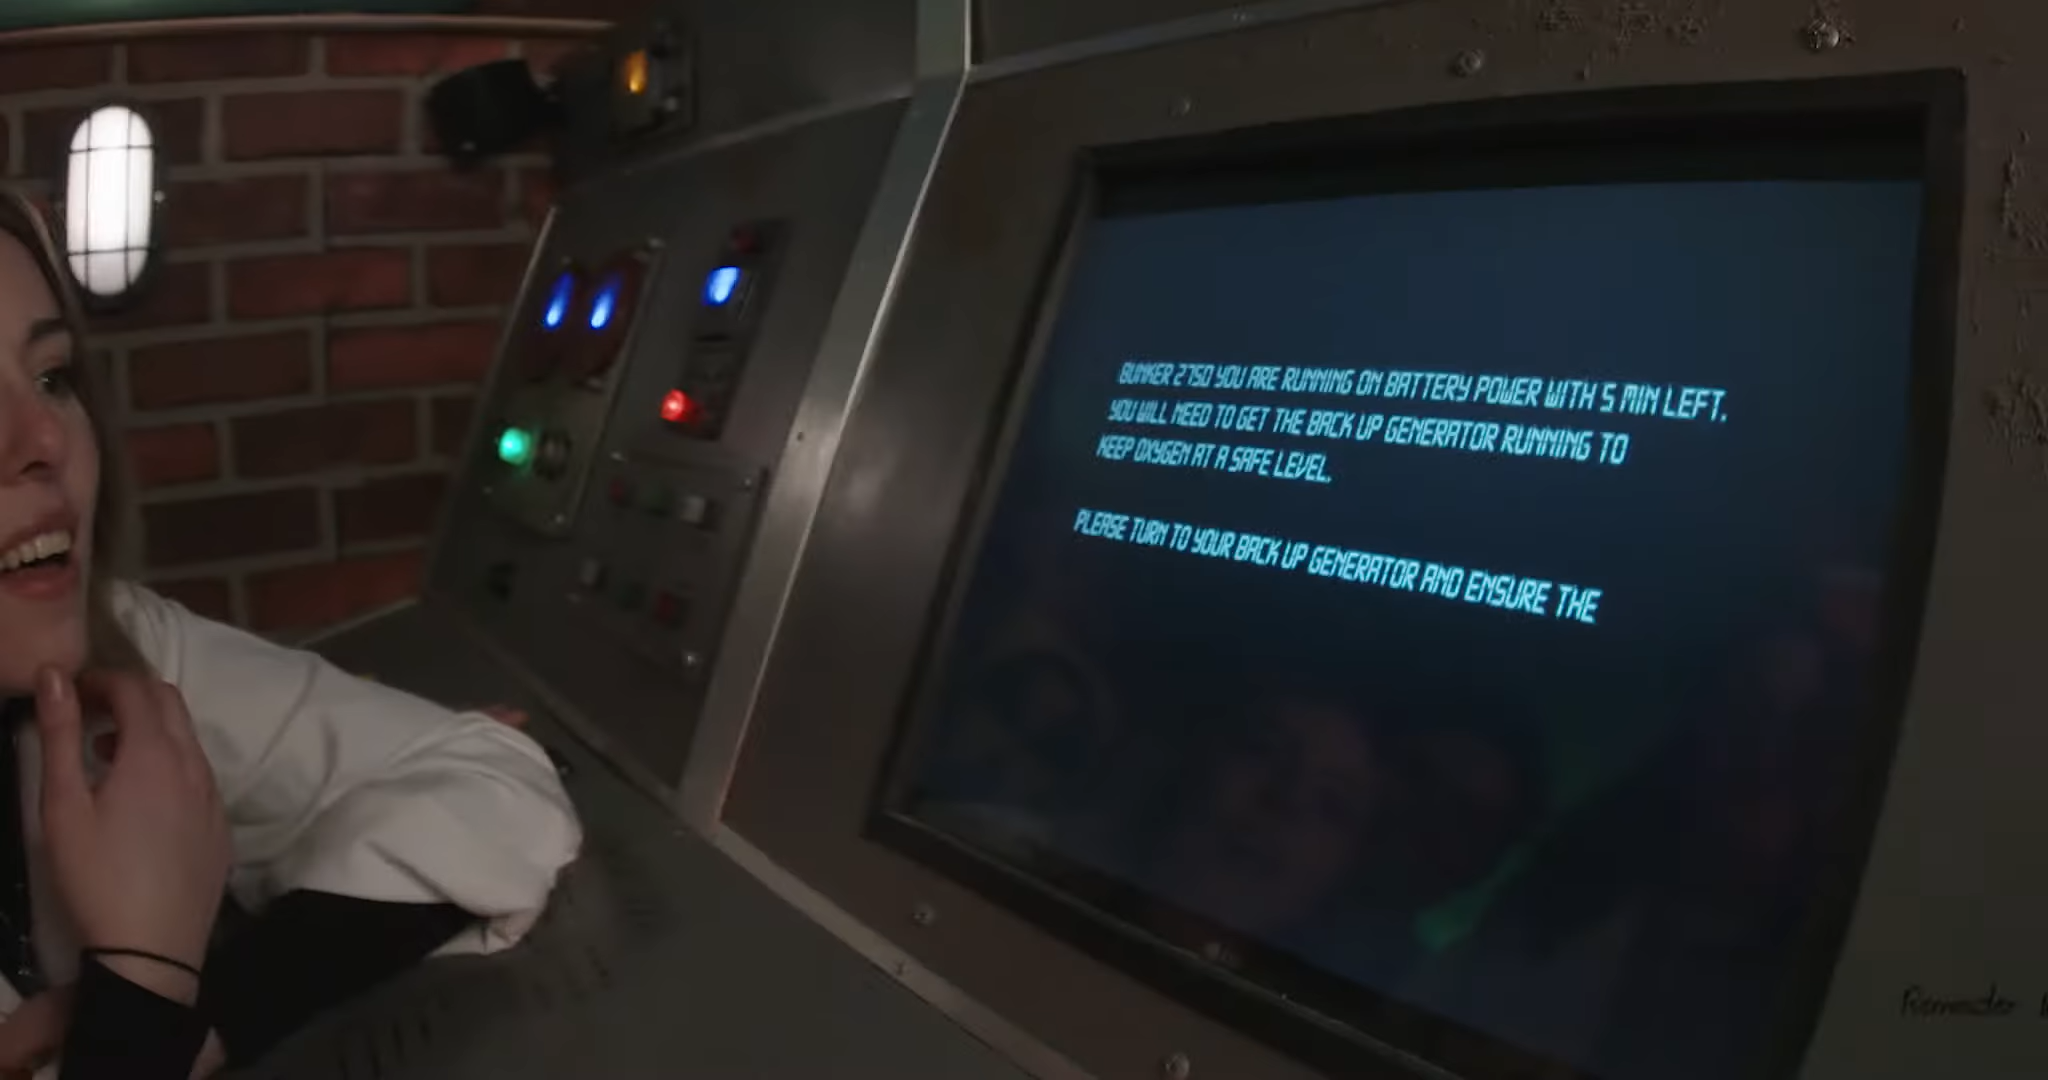 BUNKER 2750 YOU ARE RUNNING ON BATTERY POWER WITH 5 MIN LEFT.
YOU WILL NEED TO GET THE BACK UP GENERATOR RUNNING TO
KEEP OXYGEN AT A SAFE LEVEL.
PLEASE TURN TO YOUR BACK UP GENERATOR AND ENSURE THE